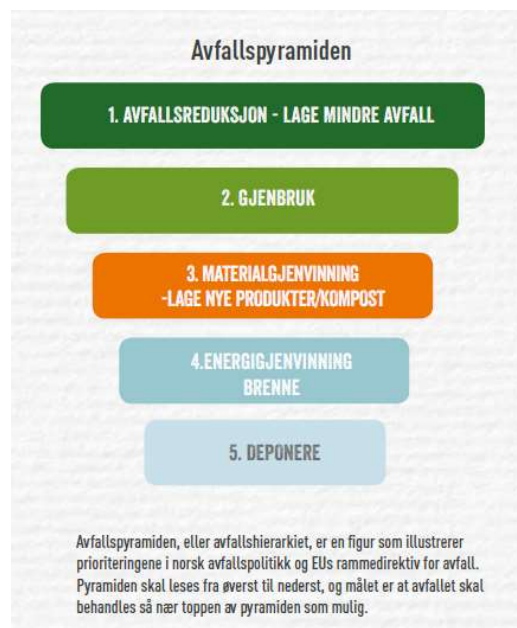 Avfallspyramiden
1. AVFALLSREDUKSJON - LAGE MINDRE AVFALL
2. GJENBRUK
3. MATERIALGJENVINNING
-LAGE NYE PRODUKTER/KOMPOST
4.ENERGIGJENVINNING
BRENNE
5. DEPONERE
Avfallspyramiden, eller avfallshierarkiet, er en figur som illustrerer
prioriteringene i norsk avfallspolitikk og EUs rammedirektiv for avfall.
Pyramiden skal leses fra øverst til nederst, og målet er at avfallet skal
behandles så nær toppen av pyramiden som mulig.